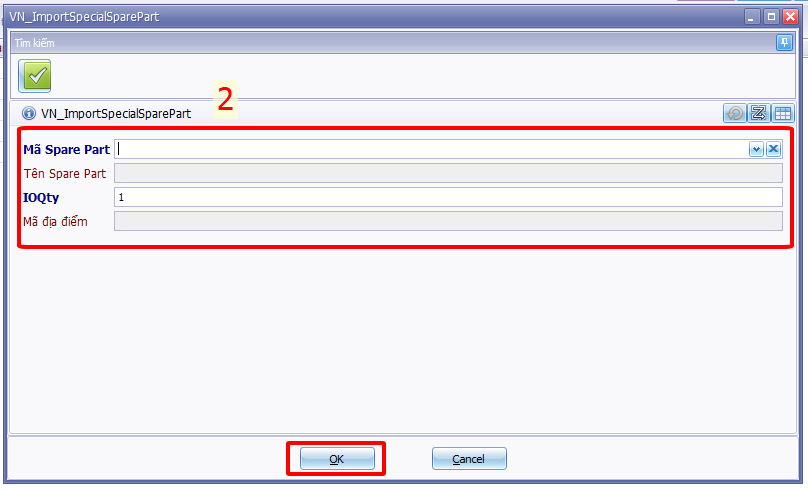 VN_ImportSpecialSparePart
Tìm kiếm
2
VN_ImportSpecialSparePart
Mã Spare Part
Tên Spare Part
IOQty 1
Mã địa điểm
OK Cancel